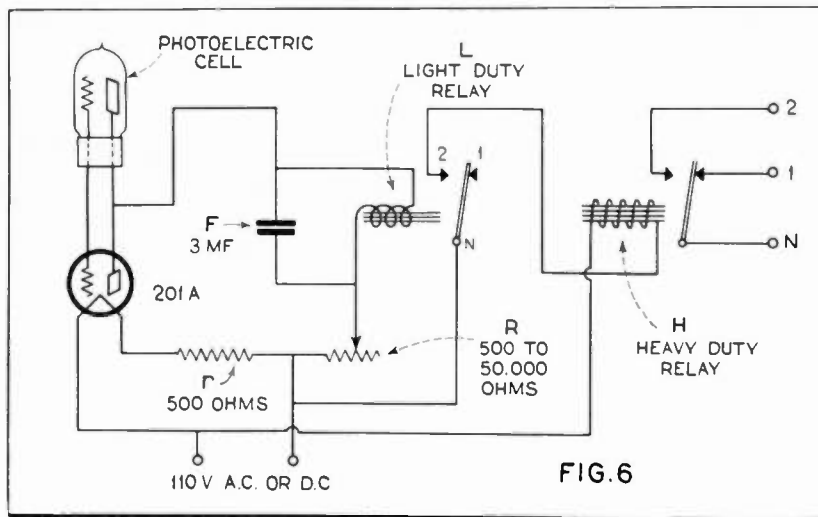 PHOTOELECTRIC
CELL
L
LIGHT DUTY
RELAY
2
1
2
1
F
3 MF
N
N
201A
R
500 TO
50.000
OHMS
H
HEAVY DUTY
RELAY
r
500 OHMS
110 V A.C. OR D.C
FIG.6